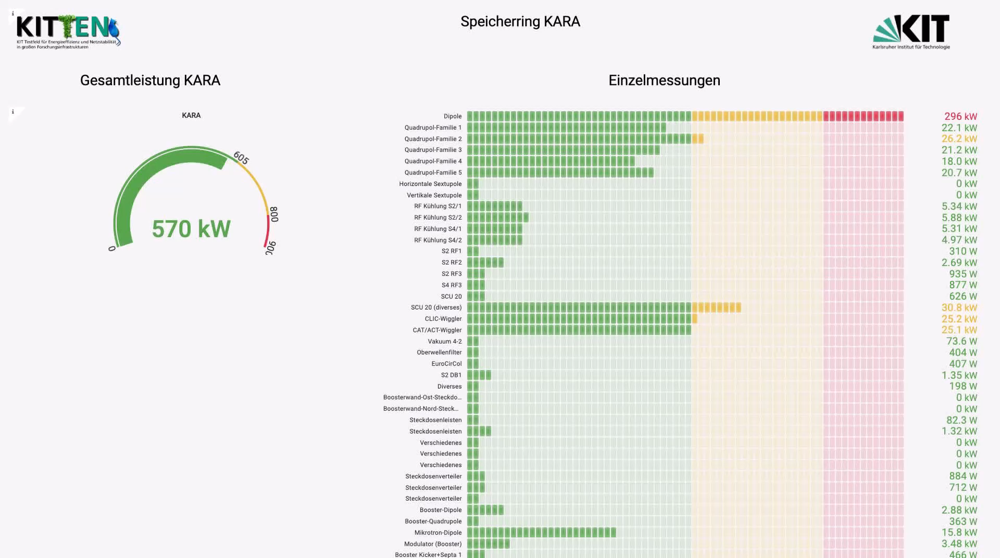 i
KITTEN
KIT Testfeld für Energieeffizienz und Netzstabilität
in großen Forschungsinfrastrukturen
Speicherring KARA
KIT
Karlsruher Institut für Technologie
Gesamtleistung KARA
Einzelmessungen
i
KARA
0
605
800
900
570 kW
Dipole 296 kW
Quadrupol-Familie 1 22.1 kW
Quadrupol-Familie 2 26.2 kW
Quadrupol-Familie 3 21.2 kW
Quadrupol-Familie 4 18.0 kW
Quadrupol-Familie 5 20.7 kW
Horizontale Sextupole 0 kW
Vertikale Sextupole 0 kW
RF Kühlung S2/1 5.34 kW
RF Kühlung S2/2 5.88 kW
RF Kühlung S4/1 5.31 kW
RF Kühlung S4/2 4.97 kW
S2 RF1 310 W
S2 RF2 2.69 kW
S2 RF3 935 W
S4 RF3 877 W
SCU 20 626 W
SCU 20 (diverses) 30.8 kW
CLIC-Wiggler 25.2 kW
CAT/ACT-Wiggler 25.1 kW
Vakuum 4-2 73.6 W
Oberwellenfilter 404 W
EuroCirCol 407 W
S2 DB1 1.35 kW
Diverses 198 W
Boosterwand-Ost-Steckdo... 0 kW
Boosterwand-Nord-Steck... 0 kW
Steckdosenleisten 82.3 W
Steckdosenleisten 1.32 kW
Verschiedenes 0 kW
Verschiedenes 0 kW
Verschiedenes 0 kW
Steckdosenverteiler 884 W
Steckdosenverteiler 712 W
Steckdosenverteiler 0 kW
Booster-Dipole 2.88 kW
Booster-Quadrupole 363 W
Mikrotron-Dipole 15.8 kW
Modulator (Booster) 3.48 kW
Booster Kicker+Septa 1 466 W